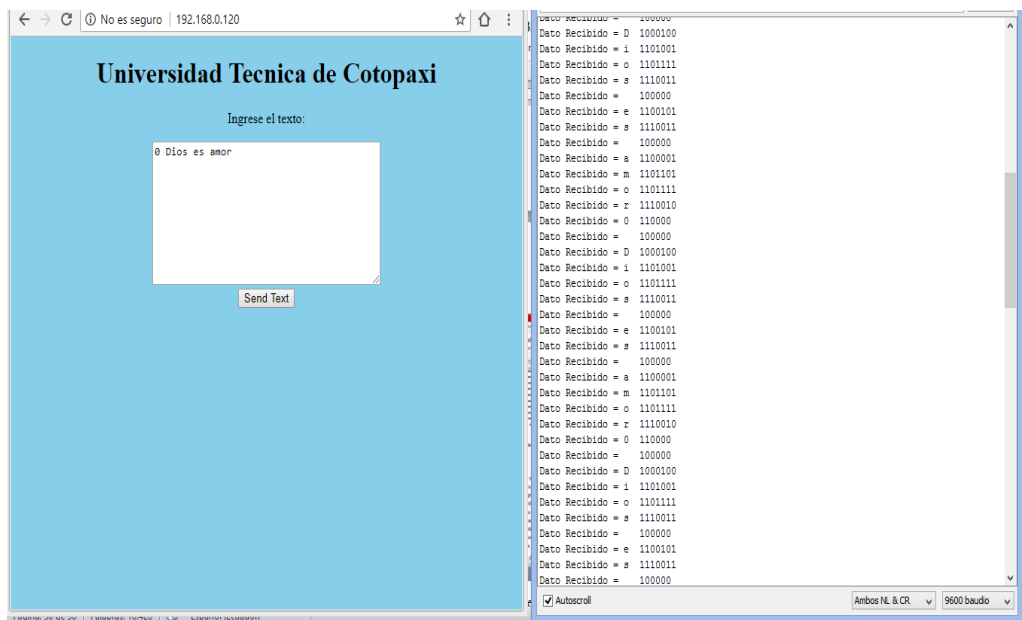 No es seguro | 192.168.0.120
Universidad Tecnica de Cotopaxi
Ingrese el texto:
0 Dios es amor
Send Text
Dato Recibido =   100000
Dato Recibido = D  1000100
Dato Recibido = i  1101001
Dato Recibido = o  1101111
Dato Recibido = s  1110011
Dato Recibido =   100000
Dato Recibido = e  1100101
Dato Recibido = s  1110011
Dato Recibido =   100000
Dato Recibido = a  1100001
Dato Recibido = m  1101101
Dato Recibido = o  1101111
Dato Recibido = r  1110010
Dato Recibido = 0  110000
Dato Recibido =   100000
Dato Recibido = D  1000100
Dato Recibido = i  1101001
Dato Recibido = o  1101111
Dato Recibido = s  1110011
Dato Recibido =   100000
Dato Recibido = e  1100101
Dato Recibido = s  1110011
Dato Recibido =   100000
Dato Recibido = a  1100001
Dato Recibido = m  1101101
Dato Recibido = o  1101111
Dato Recibido = r  1110010
Dato Recibido = 0  110000
Dato Recibido =   100000
Dato Recibido = D  1000100
Dato Recibido = i  1101001
Dato Recibido = o  1101111
Dato Recibido = s  1110011
Dato Recibido =   100000
Dato Recibido = e  1100101
Dato Recibido = s  1110011
Dato Recibido =   100000
Autoscroll
Ambos NL & CR
9600 baudio